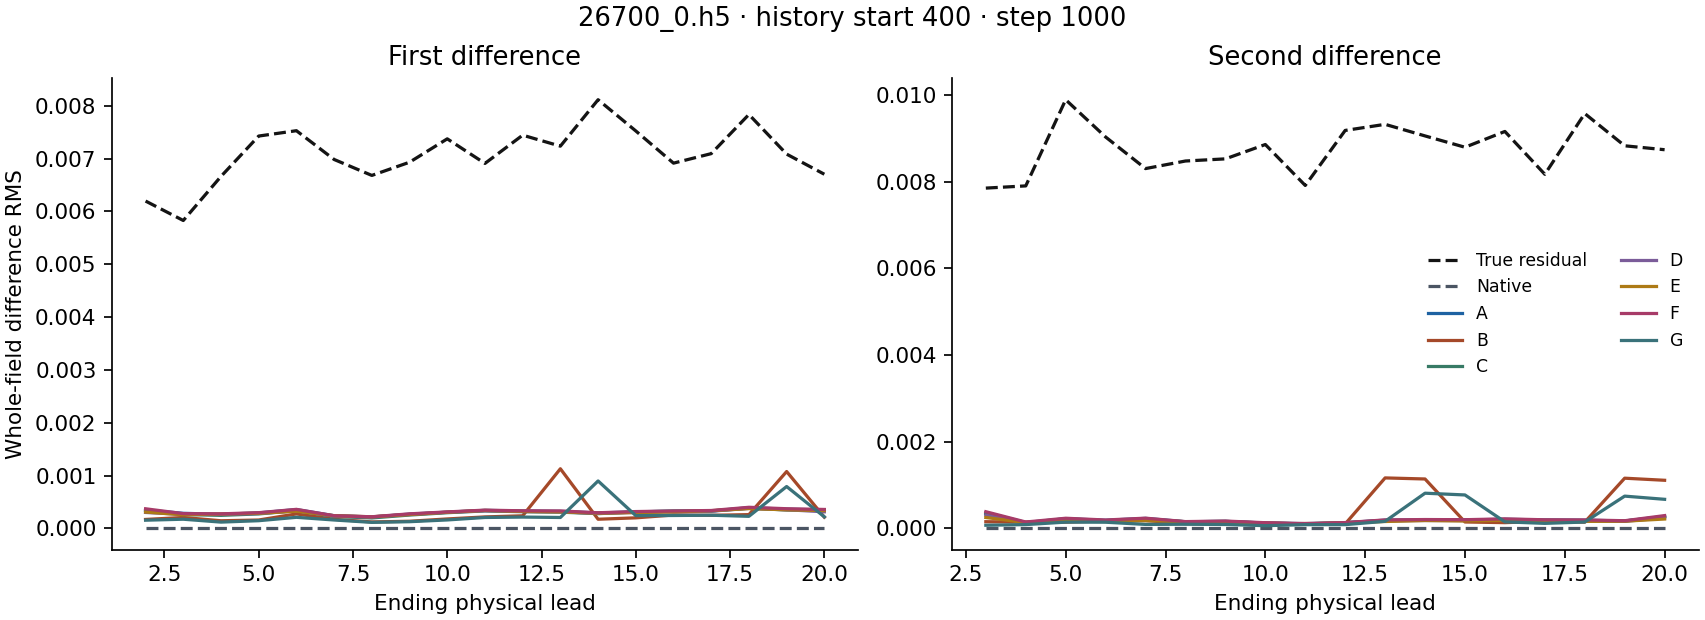 26700_0.h5 · history start 400 · step 1000
First difference
Whole-field difference RMS
0.008
0.007
0.006
0.005
0.004
0.003
0.002
0.001
0.000
2.5 5.0 7.5 10.0 12.5 15.0 17.5 20.0
Ending physical lead
Second difference
0.010
0.008
0.006
0.004
0.002
0.000
2.5 5.0 7.5 10.0 12.5 15.0 17.5 20.0
Ending physical lead
True residual
Native
A
B
C
D
E
F
G